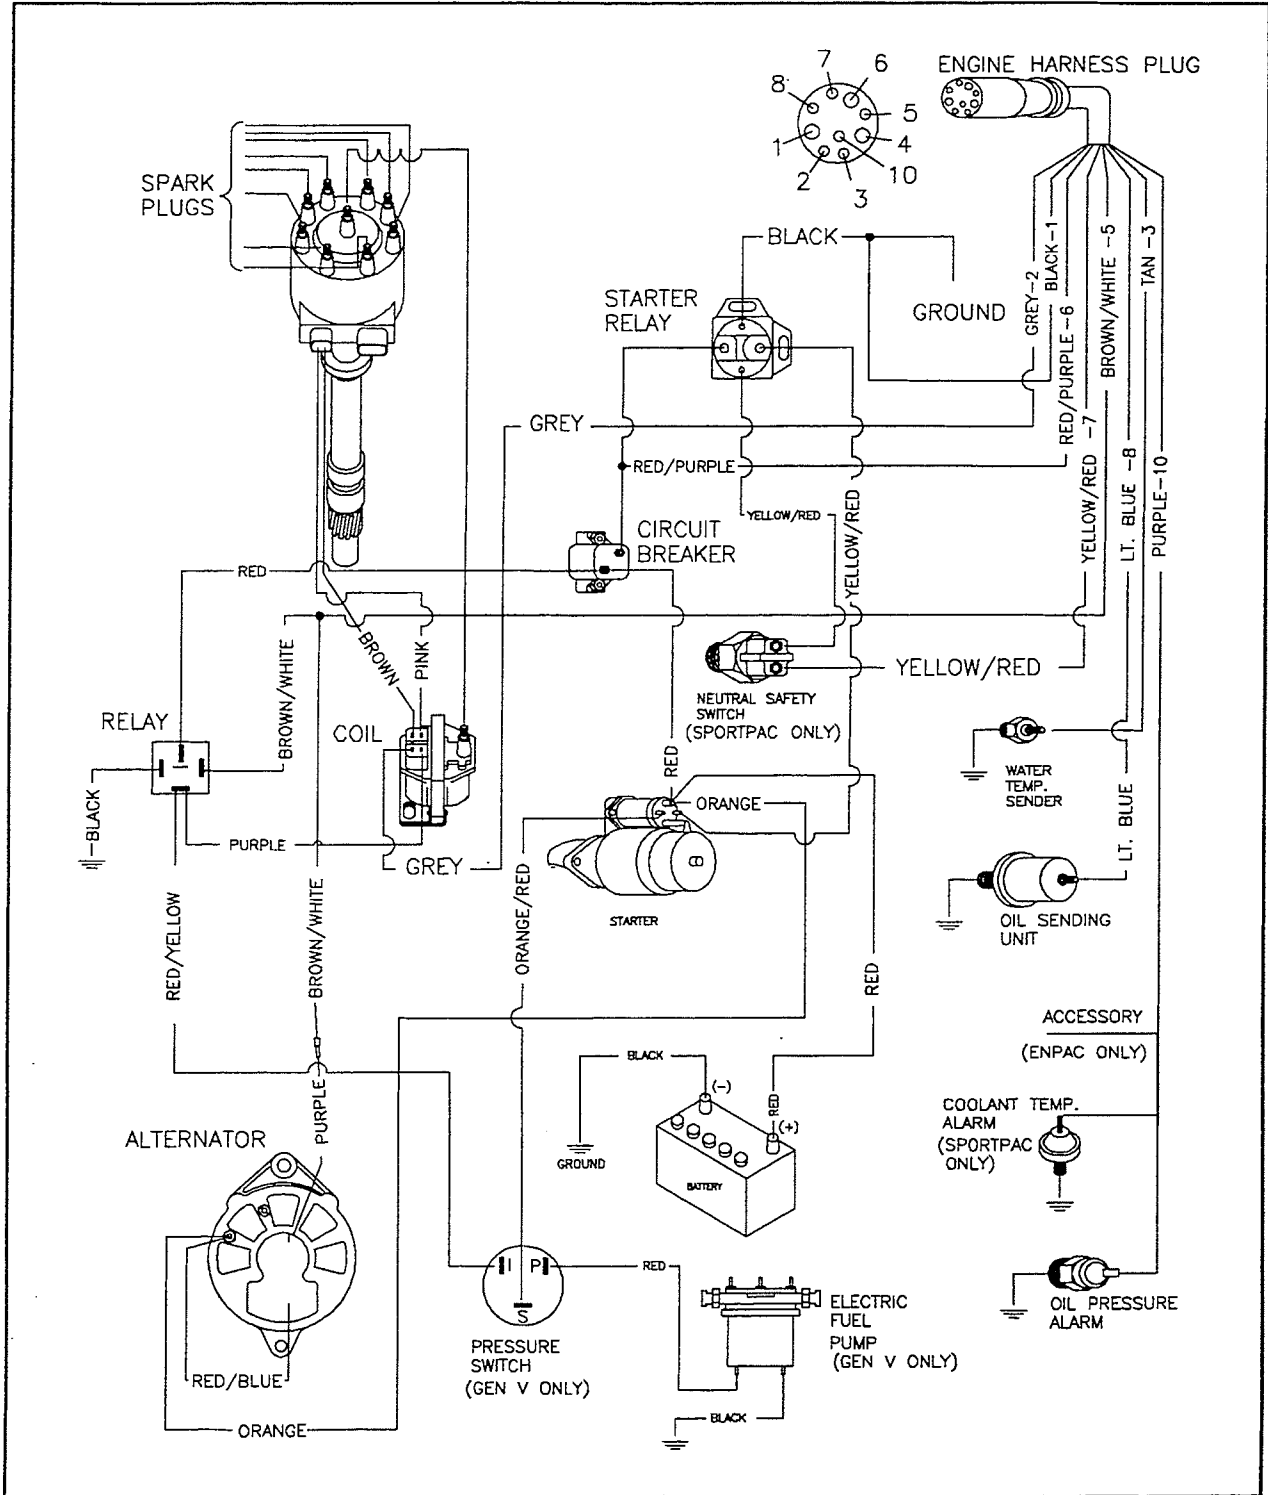 ENGINE HARNESS PLUG
7
6
8
5
1
4
2
10
3
SPARK
PLUGS
BLACK
GROUND
STARTER
RELAY
GREY-2
BLACK-1
RED/PURPLE-6
YELLOW/RED -7
BROWN/WHITE -5
LT. BLUE -8
TAN -3
PURPLE-10
GREY
RED/PURPLE
YELLOW/RED
YELLOW/RED
CIRCUIT
BREAKER
RED
BROWN/WHITE
BROWN
PINK
YELLOW/RED
NEUTRAL SAFETY
SWITCH
(SPORTPAC ONLY)
RELAY
COIL
RED
ORANGE
WATER
TEMP.
SENDER
BLACK
PURPLE
GREY
LT. BLUE
STARTER
OIL SENDING
UNIT
RED/YELLOW
BROWN/WHITE
ORANGE/RED
RED
ACCESSORY
(ENPAC ONLY)
BLACK
(-)
RED
(+)
GROUND
BATTERY
PURPLE
COOLANT TEMP.
ALARM
(SPORTPAC
ONLY)
ALTERNATOR
I
P
S
RED
PRESSURE
SWITCH
(GEN V ONLY)
ELECTRIC
FUEL
PUMP
(GEN V ONLY)
OIL PRESSURE
ALARM
RED/BLUE
BLACK
ORANGE